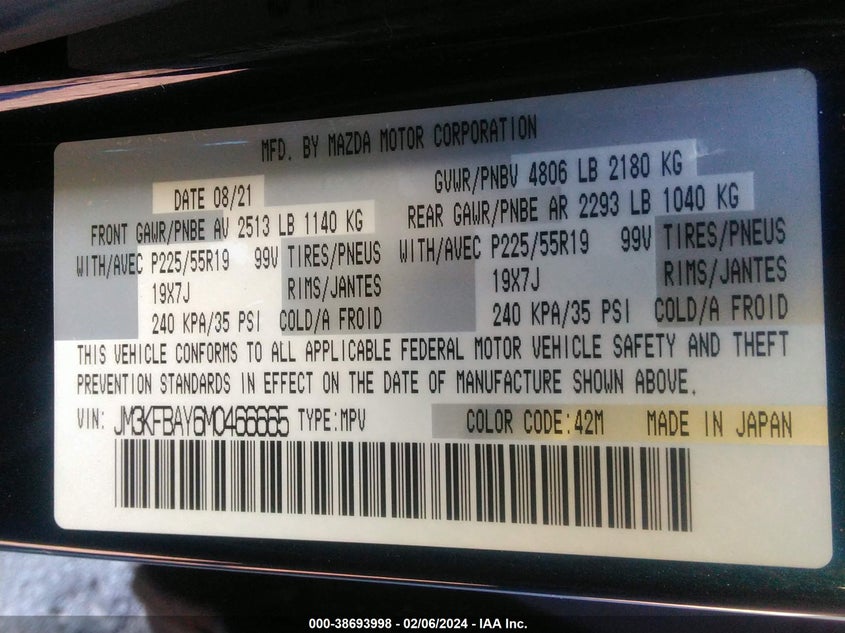 MFD. BY MAZDA MOTOR CORPORATION
DATE 08/21 GVWR/PNBV 4806 LB 2180 KG
FRONT GAWR/PNBE AV 2513 LB 1140 KG REAR GAWR/PNBE AR 2293 LB 1040 KG
WITH/AVEC P225/55R19 99V TIRES/PNEUS WITH/AVEC P225/55R19 99V TIRES/PNEUS
19X7J RIMS/JANTES 19X7J RIMS/JANTES
240 KPA/35 PSI COLD/A FROID 240 KPA/35 PSI COLD/A FROID
THIS VEHICLE CONFORMS TO ALL APPLICABLE FEDERAL MOTOR VEHICLE SAFETY AND THEFT
PREVENTION STANDARDS IN EFFECT ON THE DATE OF MANUFACTURE SHOWN ABOVE.
VIN: JM3KFBAY6M0466665 TYPE:MPV COLOR CODE:42M MADE IN JAPAN
000-38693998 - 02/06/2024 - IAA Inc.